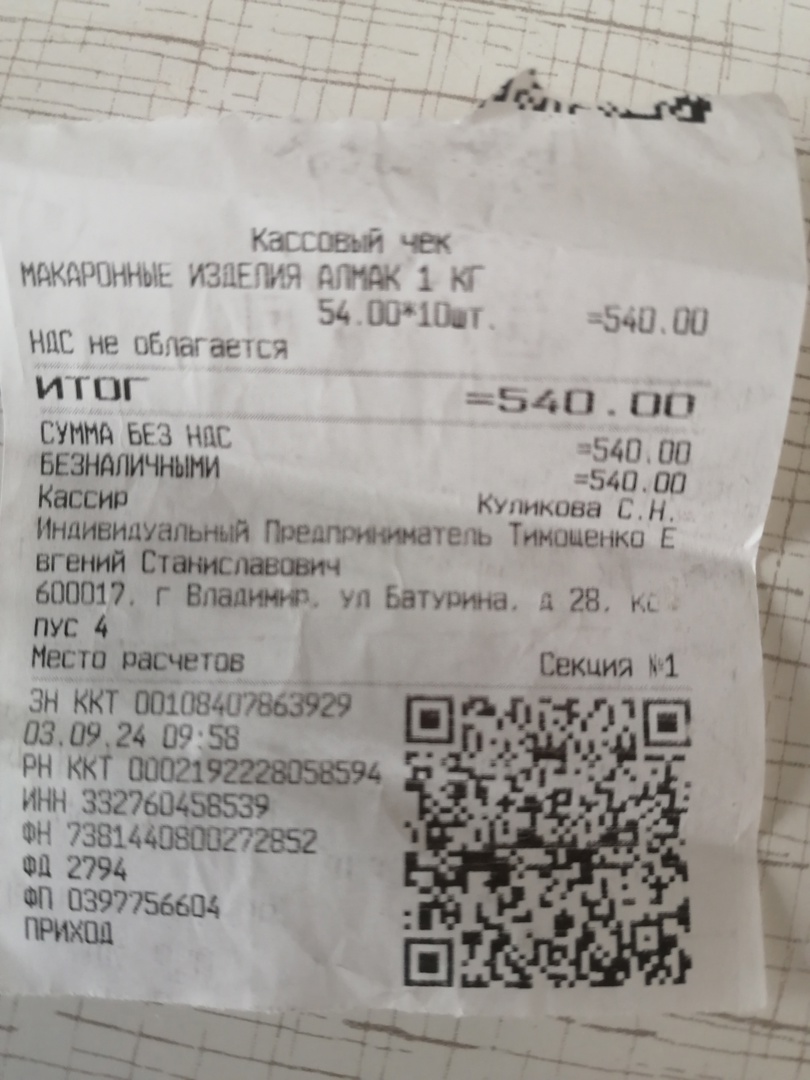 Кассовый чек
МАКАРОННЫЕ ИЗДЕЛИЯ АЛМАК 1 КГ
54.00*10шт. =540.00
НДС не облагается
ИТОГ =540.00
СУММА БЕЗ НДС =540.00
БЕЗНАЛИЧНЫМИ =540.00
Кассир Куликова С.Н.
Индивидуальный Предприниматель Тимошенко Е
вгений Станиславович
600017, г Владимир, ул Батурина, д 28, ко
пус 4
Место расчетов Секция №1
ЗН ККТ 00108407863929
03.09.24 09:58
РН ККТ 0002192228058594
ИНН 332760458539
ФН 7381440800272852
ФД 2794
ФП 0397756604
ПРИХОД